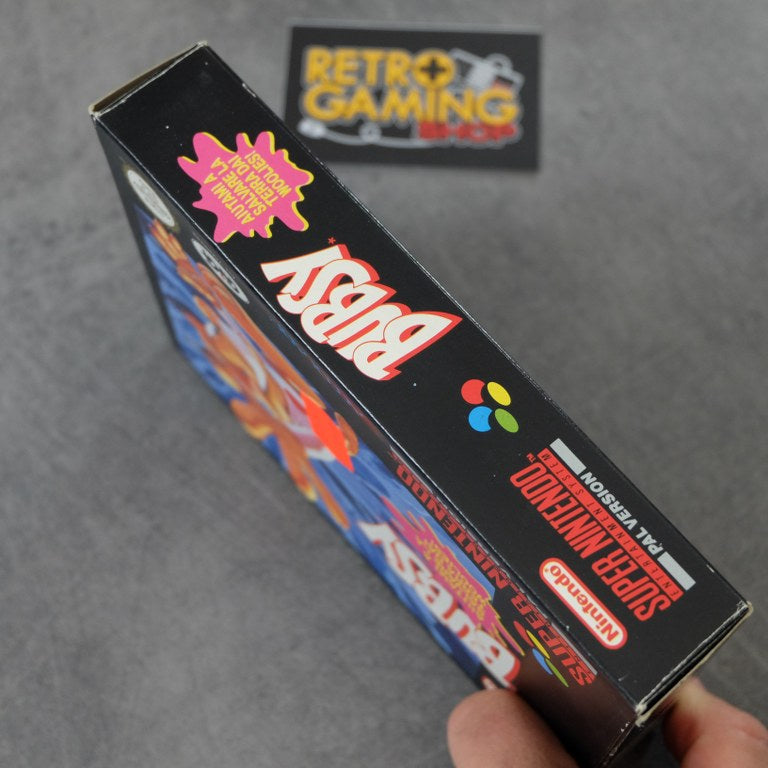 RETRO
GAMING
SHOP
AIUTAMI A
SALVARE LA
TERRA DAI
WOOLIES!
BUBSY*
Nintendo
SUPER NINTENDO™
ENTERTAINMENT SYSTEM
PAL VERSION
BUBSY
SUPER NINTENDO